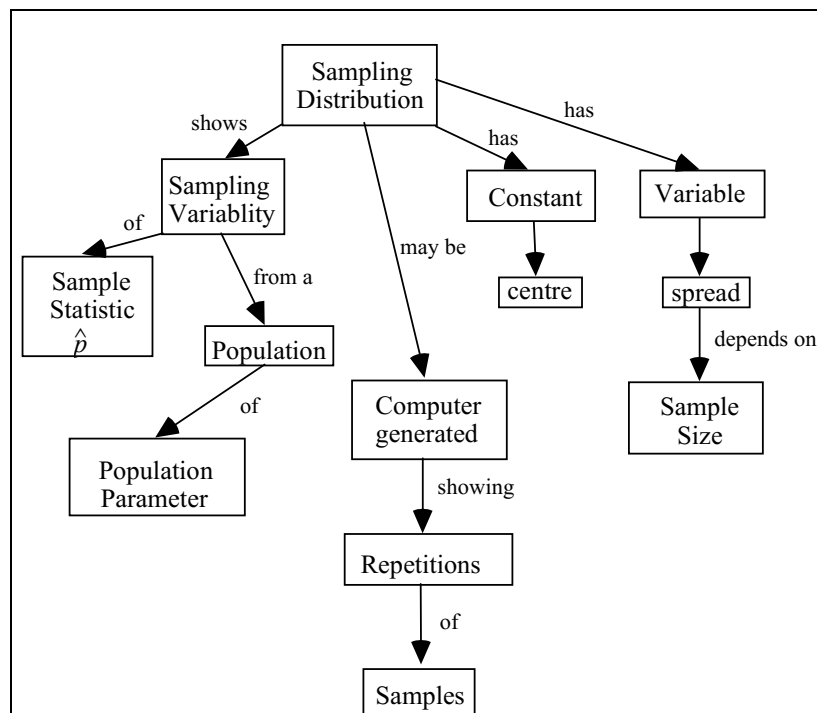 Sampling
Distribution
shows
has
has
Sampling
Variablity
Constant
Variable
of
from a
may be
Sample
Statistic
p̂
centre
spread
Population
depends on
of
Computer
generated
Sample
Size
Population
Parameter
showing
Repetitions
of
Samples